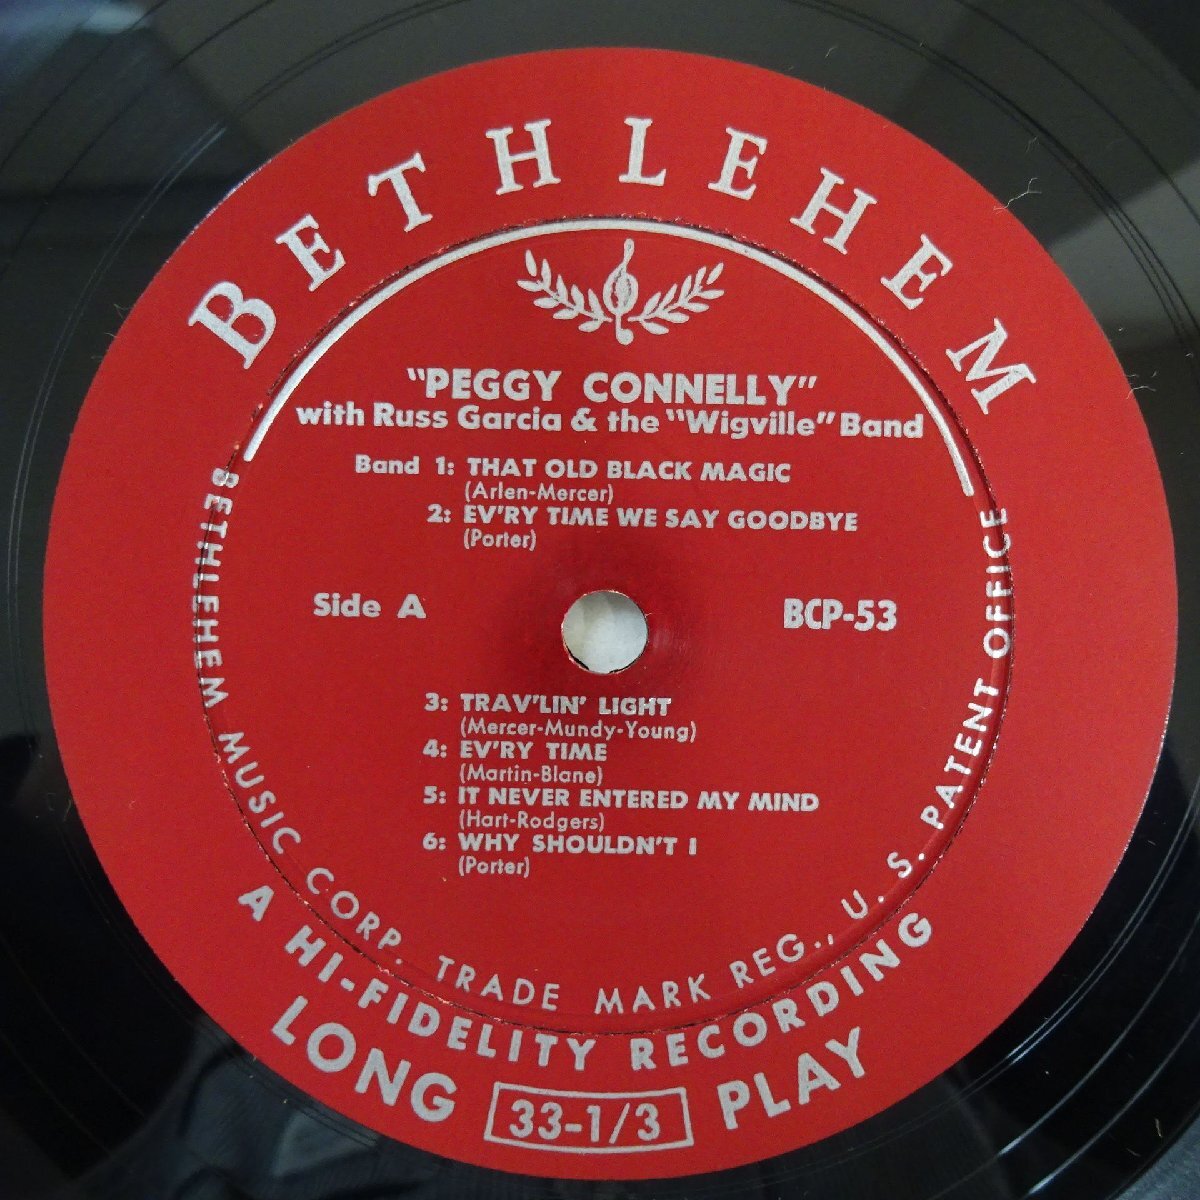 BETHLEHEM
"PEGGY CONNELLY"
with Russ Garcia & the "Wigville" Band
Band 1: THAT OLD BLACK MAGIC
(Arlen-Mercer)
2: EV'RY TIME WE SAY GOODBYE
(Porter)
Side A
BCP-53
3: TRAV'LIN' LIGHT
(Mercer-Mundy-Young)
4: EV'RY TIME
(Martin-Blane)
5: IT NEVER ENTERED MY MIND
(Hart-Rodgers)
6: WHY SHOULDN'T I
(Porter)
BETHLEHEM MUSIC CORP. TRADE MARK REG., U. S. PATENT OFFICE
A HI-FIDELITY RECORDING
LONG 33-1/3 PLAY